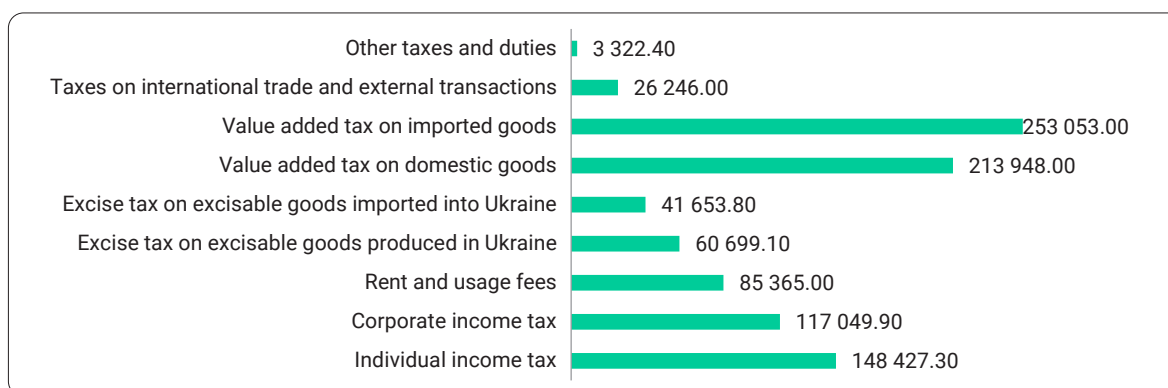 Other taxes and duties 3 322.40
Taxes on international trade and external transactions 26 246.00
Value added tax on imported goods 253 053.00
Value added tax on domestic goods 213 948.00
Excise tax on excisable goods imported into Ukraine 41 653.80
Excise tax on excisable goods produced in Ukraine 60 699.10
Rent and usage fees 85 365.00
Corporate income tax 117 049.90
Individual income tax 148 427.30